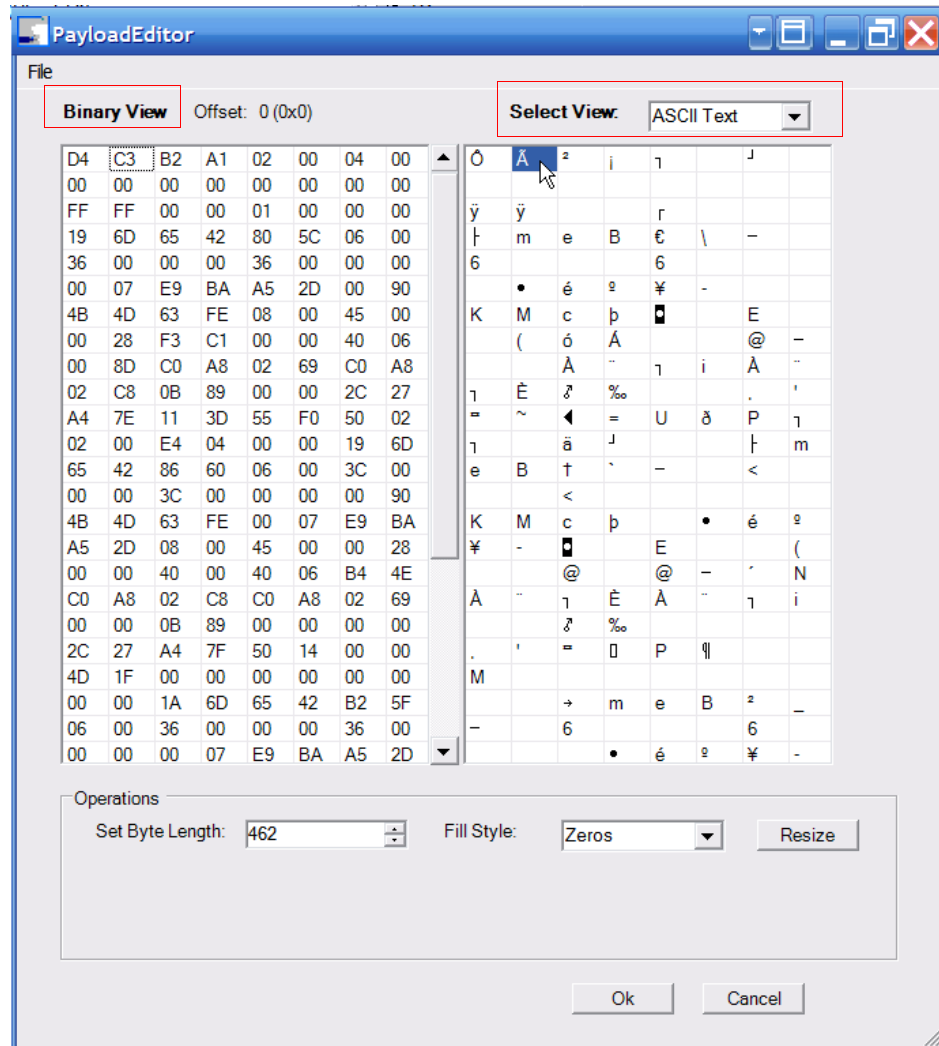 PayloadEditor
File
Binary View Offset: 0 (0x0) Select View: ASCII Text
D4 C3 B2 A1 02 00 04 00 Ô Ã ² ¡ ┐ ┘
00 00 00 00 00 00 00 00
FF FF 00 00 01 00 00 00 ÿ ÿ ┌
19 6D 65 42 80 5C 06 00 ├ m e B € \ –
36 00 00 00 36 00 00 00 6 6
00 07 E9 BA A5 2D 00 90 • é º ¥ -
4B 4D 63 FE 08 00 45 00 K M c þ ◘ E
00 28 F3 C1 00 00 40 06 ( ó Á @ –
00 8D C0 A8 02 69 C0 A8 À ¨ ┐ i À ¨
02 C8 0B 89 00 00 2C 27 ┐ È ♂ ‰ , '
A4 7E 11 3D 55 F0 50 02 ¤ ~ ◄ = U ð P ┐
02 00 E4 04 00 00 19 6D ┐ ä ┘ ├ m
65 42 86 60 06 00 3C 00 e B † ` – <
00 00 3C 00 00 00 00 90 <
4B 4D 63 FE 00 07 E9 BA K M c þ • é º
A5 2D 08 00 45 00 00 28 ¥ - ◘ E (
00 00 40 00 40 06 B4 4E @ @ – ´ N
C0 A8 02 C8 C0 A8 02 69 À ¨ ┐ È À ¨ ┐ i
00 00 0B 89 00 00 00 00 ♂ ‰
2C 27 A4 7F 50 14 00 00 , ' ¤ ▯ P ¶
4D 1F 00 00 00 00 00 00 M
00 00 1A 6D 65 42 B2 5F → m e B ² _
06 00 36 00 00 00 36 00 – 6 6
00 00 00 07 E9 BA A5 2D • é º ¥ -
Operations
Set Byte Length: 462 Fill Style: Zeros Resize
Ok Cancel